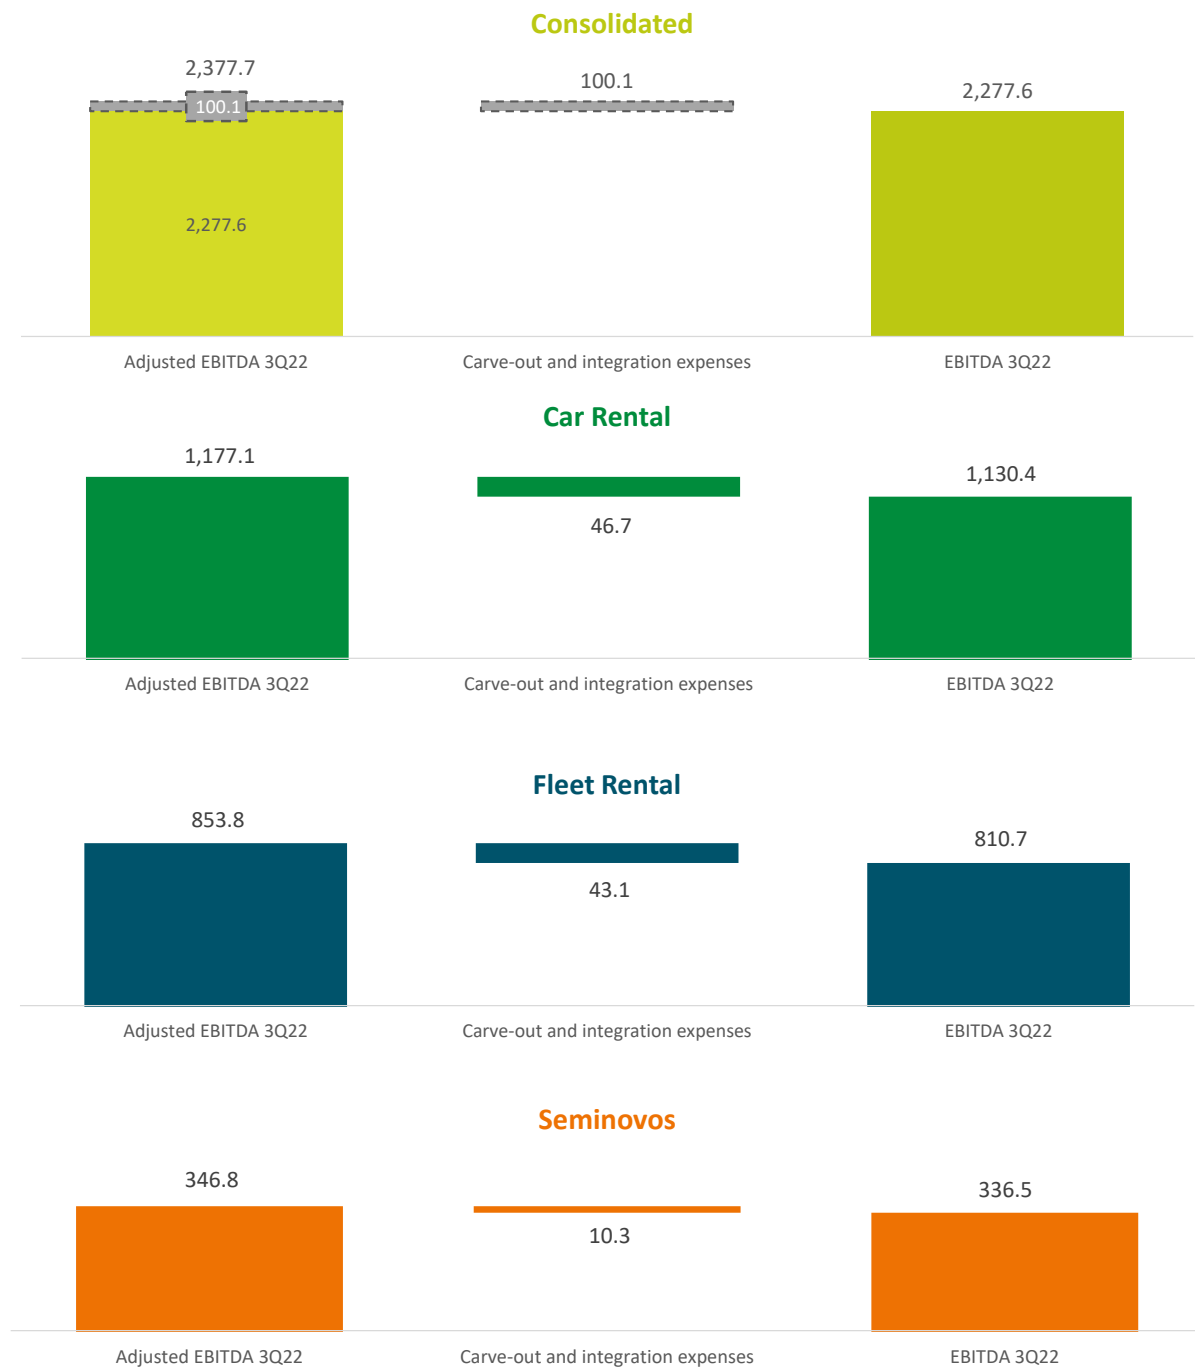 Consolidated
2,377.7
100.1
2,277.6
100.1
2,277.6
Adjusted EBITDA 3Q22
Carve-out and integration expenses
EBITDA 3Q22
Car Rental
1,177.1
46.7
1,130.4
Adjusted EBITDA 3Q22
Carve-out and integration expenses
EBITDA 3Q22
Fleet Rental
853.8
43.1
810.7
Adjusted EBITDA 3Q22
Carve-out and integration expenses
EBITDA 3Q22
Seminovos
346.8
10.3
336.5
Adjusted EBITDA 3Q22
Carve-out and integration expenses
EBITDA 3Q22